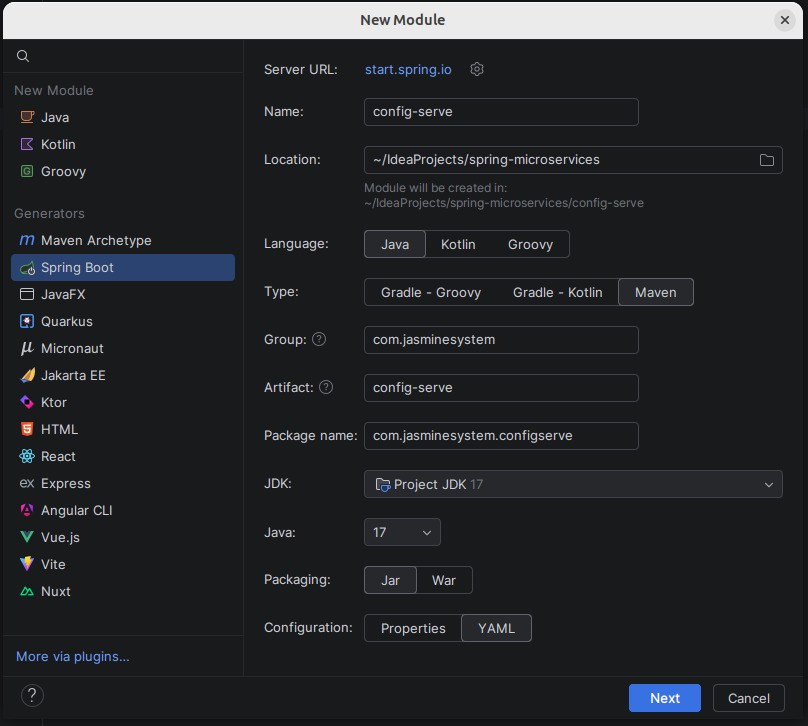 New Module
New Module
Java
Kotlin
Groovy
Generators
Maven Archetype
Spring Boot
JavaFX
Quarkus
Micronaut
Jakarta EE
Ktor
HTML
React
Express
Angular CLI
Vue.js
Vite
Nuxt
More via plugins...
Server URL: start.spring.io
Name: config-serve
Location: ~/IdeaProjects/spring-microservices
Module will be created in:
~/IdeaProjects/spring-microservices/config-serve
Language: Java Kotlin Groovy
Type: Gradle - Groovy Gradle - Kotlin Maven
Group: ? com.jasminesystem
Artifact: ? config-serve
Package name: com.jasminesystem.configserve
JDK: Project JDK 17
Java: 17
Packaging: Jar War
Configuration: Properties YAML
? Next Cancel